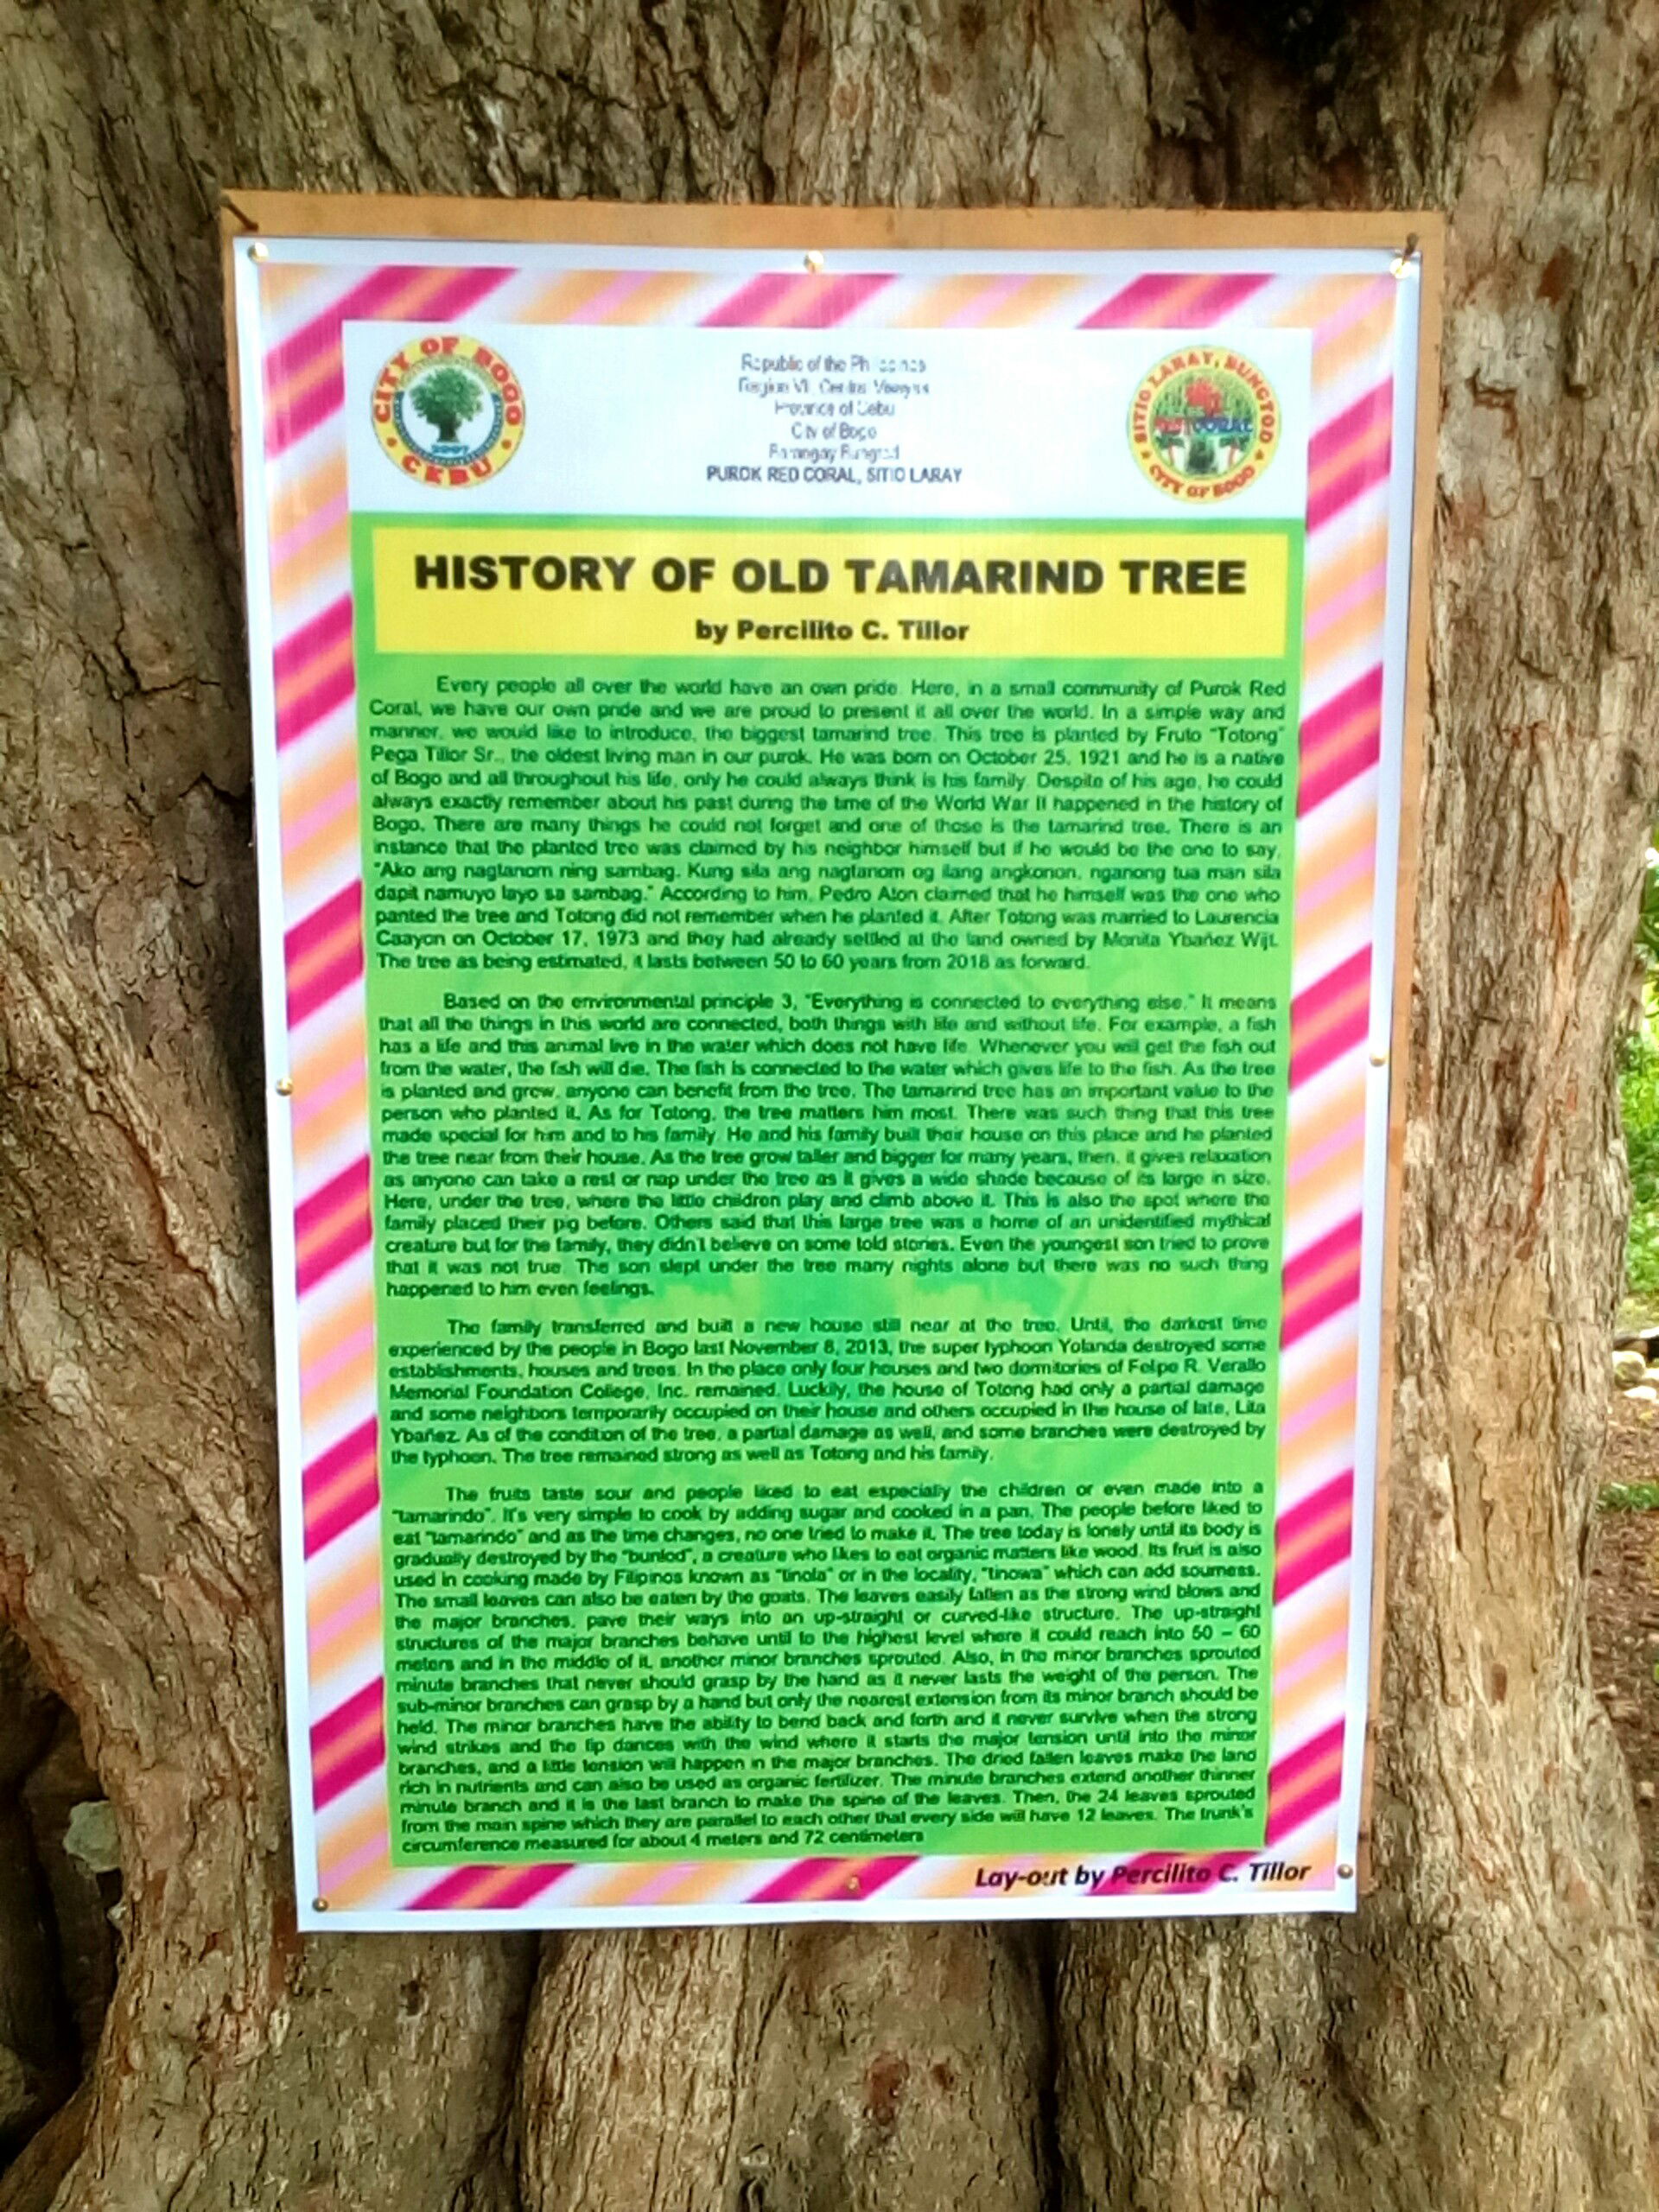 CITY OF BOGO
CEBU
Republic of the Philippines
Region VII, Central Visayas
Province of Cebu
City of Bogo
Barangay
PUROK RED CORAL, SITIO LARAY
SITIO LARAY, BUNGTOD
CITY OF BOGO
HISTORY OF OLD TAMARIND TREE
by Percilito C. Tillor
Every people all over the world have an own pride. Here, in a small community of Purok Red
Coral, we have our own pride and we are proud to present it all over the world. In a simple way and
manner, we would like to introduce, the biggest tamarind tree. This tree is planted by Fruto "Totong"
Pega Tillor Sr., the oldest living man in our purok. He was born on October 25, 1921 and he is a native
of Bogo and all throughout his life, only he could always think is his family. Despite of his age, he could
always exactly remember about his past during the time of the World War II happened in the history of
Bogo. There are many things he could not forget and one of those is the tamarind tree. There is an
instance that the planted tree was claimed by his neighbor himself but if he would be the one to say,
"Ako ang nagtanom ning sambag. Kung sila ang nagtanom og ilang angkonon, nganong tua man sila
dapit namuyo layo sa sambag." According to him, Pedro Aton claimed that he himself was the one who
panted the tree and Totong did not remember when he planted it. After Totong was married to Laurencia
Caayon on October 17, 1973 and they had already settled at the land owned by Monita Ybañez Wijt.
The tree as being estimated, it lasts between 50 to 60 years from 2018 as forward.
Based on the environmental principle 3, "Everything is connected to everything else." It means
that all the things in this world are connected, both things with life and without life. For example, a fish
has a life and this animal live in the water which does not have life. Whenever you will get the fish out
from the water, the fish will die. The fish is connected to the water which gives life to the fish. As the tree
is planted and grew, anyone can benefit from the tree. The tamarind tree has an important value to the
person who planted it. As for Totong, the tree matters him most. There was such thing that this tree
made special for him and to his family. He and his family built their house on this place and he planted
the tree near from their house. As the tree grow taller and bigger for many years, then, it gives relaxation
as anyone can take a rest or nap under the tree as it gives a wide shade because of its large in size.
Here, under the tree, where the little children play and climb above it. This is also the spot where the
family placed their pig before. Others said that this large tree was a home of an unidentified mythical
creature but for the family, they didn't believe on some told stories. Even the youngest son tried to prove
that it was not true. The son slept under the tree many nights alone but there was no such thing
happened to him even feelings.
The family transferred and built a new house still near at the tree. Until, the darkest time
experienced by the people in Bogo last November 8, 2013, the super typhoon Yolanda destroyed some
establishments, houses and trees. In the place only four houses and two dormitories of Felipe R. Verallo
Memorial Foundation College, Inc. remained. Luckily, the house of Totong had only a partial damage
and some neighbors temporarily occupied on their house and others occupied in the house of late, Lita
Ybañez. As of the condition of the tree, a partial damage as well, and some branches were destroyed by
the typhoon. The tree remained strong as well as Totong and his family.
The fruits taste sour and people liked to eat especially the children or even made into a
"tamarindo". It's very simple to cook by adding sugar and cooked in a pan. The people before liked to
eat "tamarindo" and as the time changes, no one tried to make it. The tree today is lonely until its body is
gradually destroyed by the "bunlod", a creature who likes to eat organic matters like wood. Its fruit is also
used in cooking made by Filipinos known as "tinola" or in the locality, "tinowa" which can add sourness.
The small leaves can also be eaten by the goats. The leaves easily fallen as the strong wind blows and
the major branches, pave their ways into an up-straight or curved-like structure. The up-straight
structures of the major branches behave until to the highest level where it could reach into 50 – 60
meters and in the middle of it, another minor branches sprouted. Also, in the minor branches sprouted
minute branches that never should grasp by the hand as it never lasts the weight of the person. The
sub-minor branches can grasp by a hand but only the nearest extension from its minor branch should be
held. The minor branches have the ability to bend back and forth and it never survive when the strong
wind strikes and the tip dances with the wind where it starts the major tension until into the minor
branches, and a little tension will happen in the major branches. The dried fallen leaves make the land
rich in nutrients and can also be used as organic fertilizer. The minute branches extend another thinner
minute branch and it is the last branch to make the spine of the leaves. Then, the 24 leaves sprouted
from the main spine which they are parallel to each other that every side will have 12 leaves. The trunk's
circumference measured for about 4 meters and 72 centimeters
Lay-out by Percilito C. Tillor